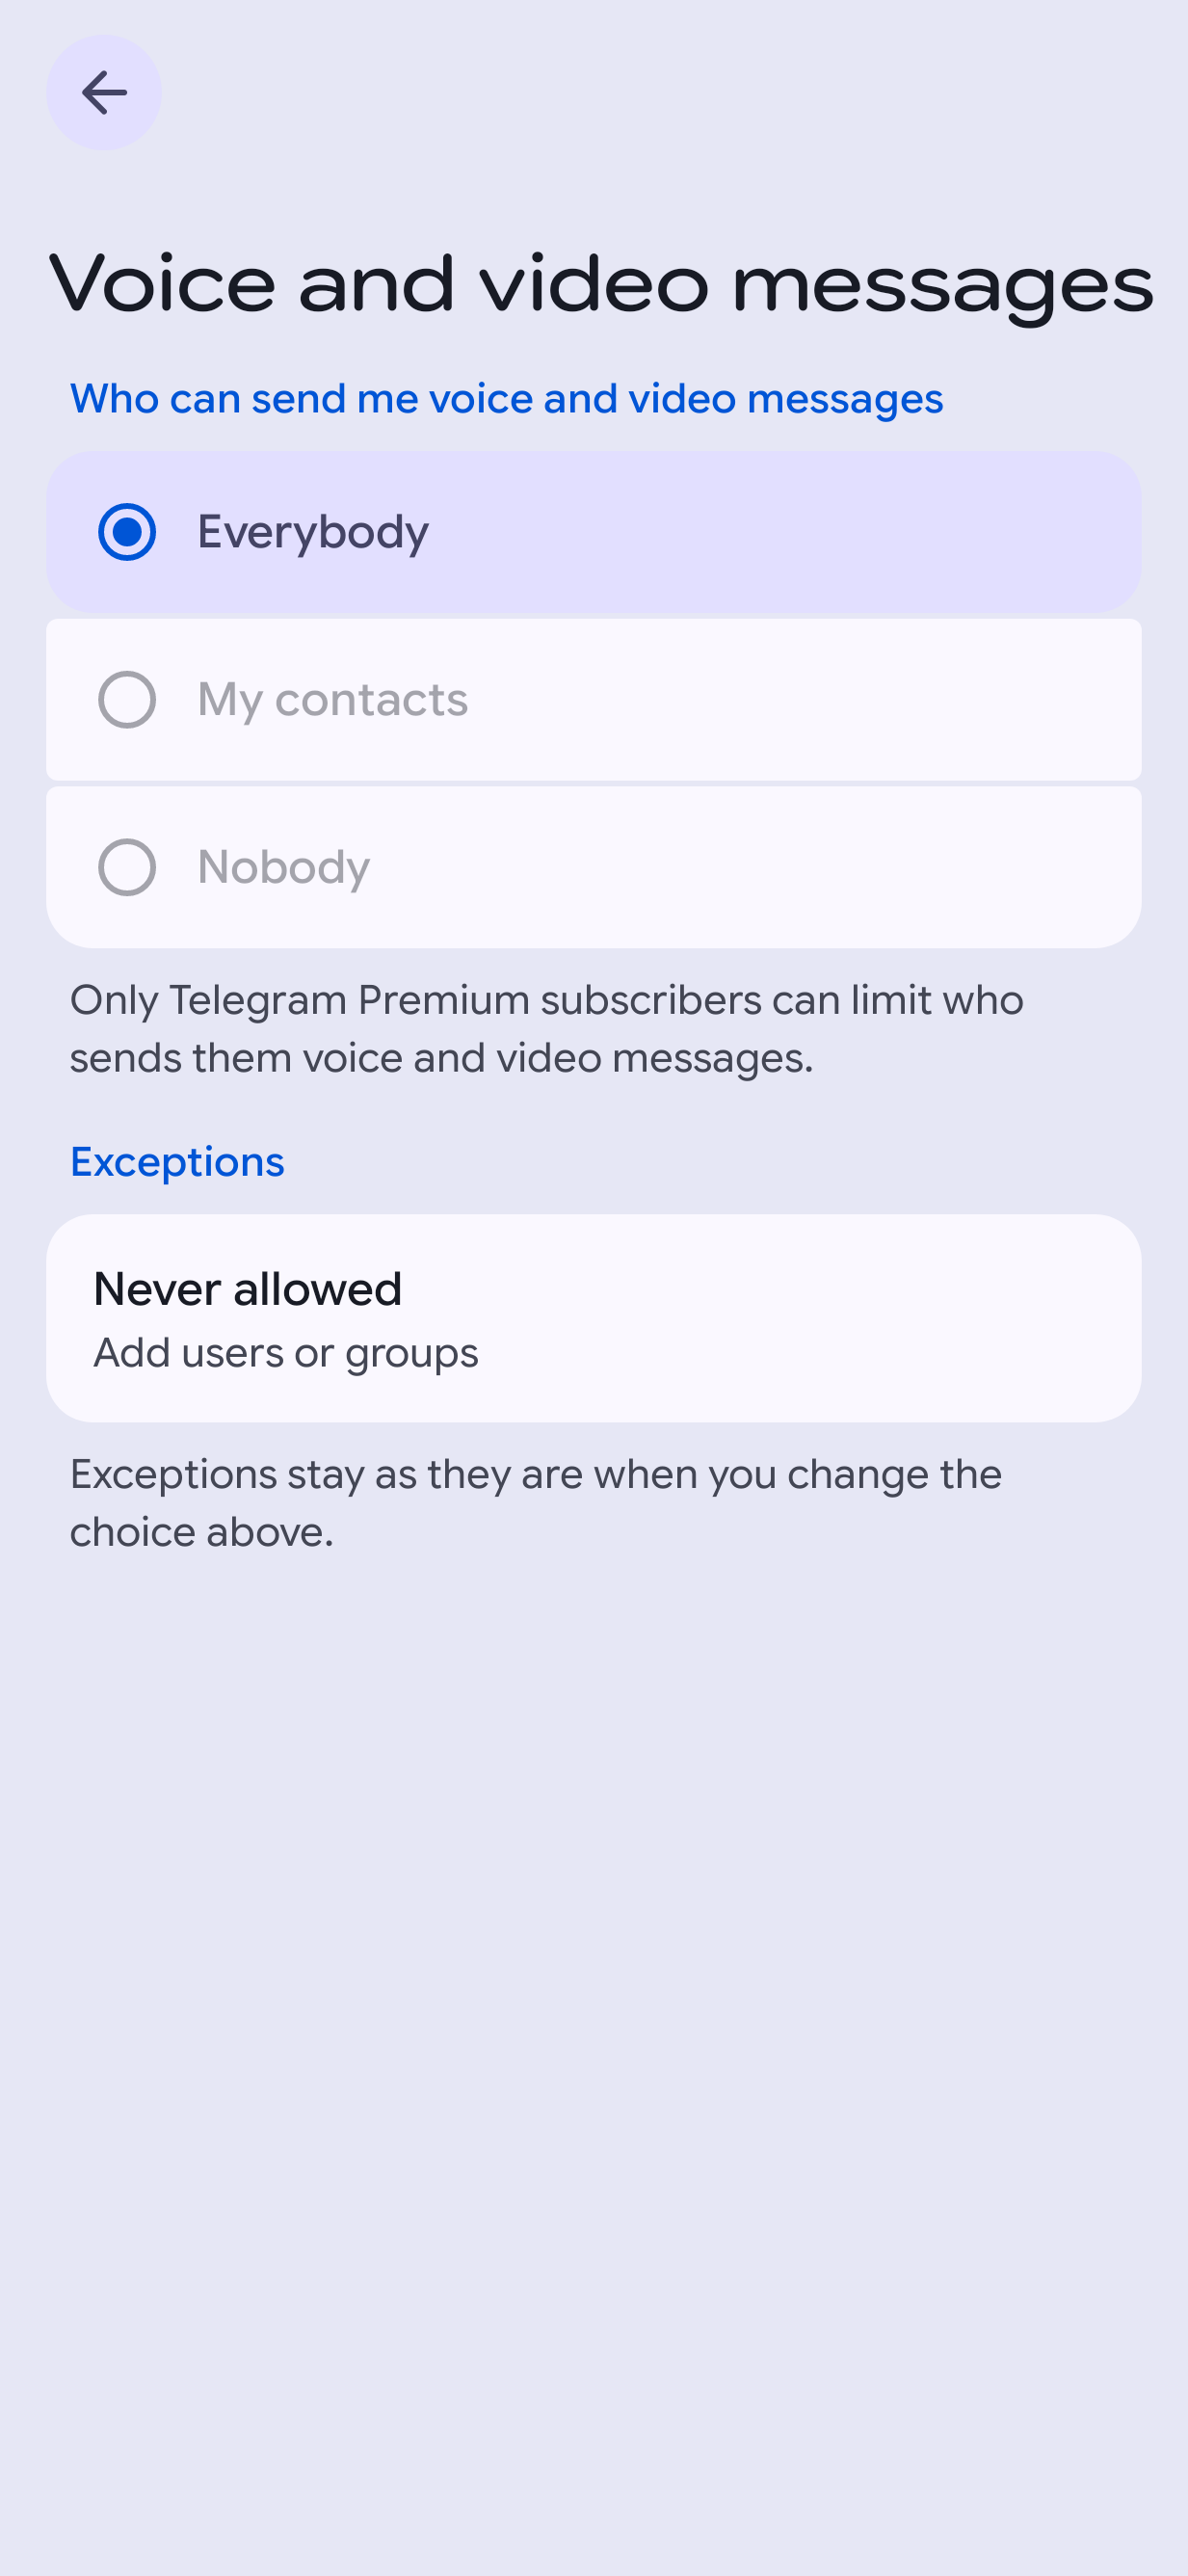 Voice and video messages
Who can send me voice and video messages
Everybody
My contacts
Nobody
Only Telegram Premium subscribers can limit who
sends them voice and video messages.
Exceptions
Never allowed
Add users or groups
Exceptions stay as they are when you change the
choice above.